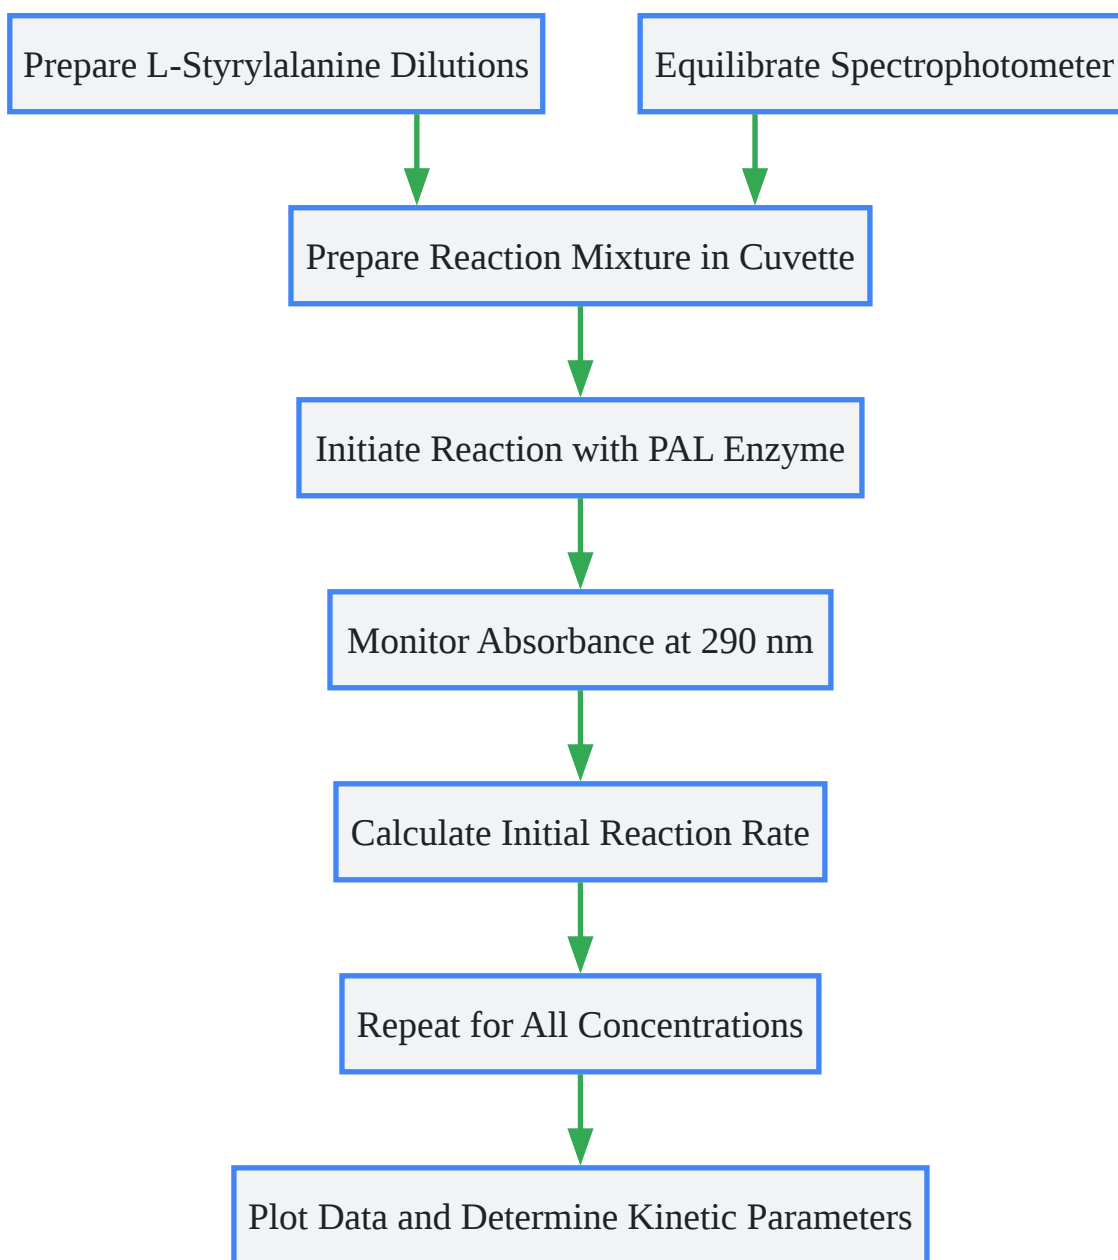 Prepare L-Styrylalanine Dilutions
Equilibrate Spectrophotometer
Prepare Reaction Mixture in Cuvette
Initiate Reaction with PAL Enzyme
Monitor Absorbance at 290 nm
Calculate Initial Reaction Rate
Repeat for All Concentrations
Plot Data and Determine Kinetic Parameters